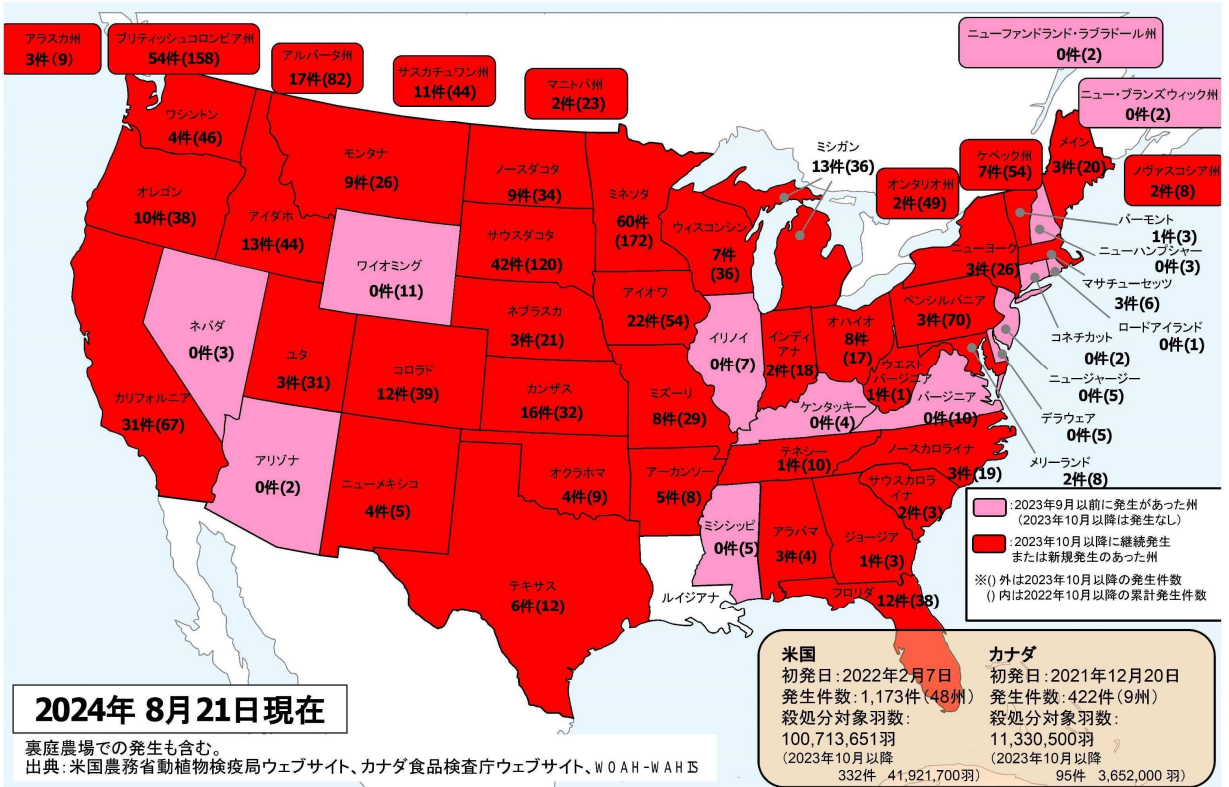 アラスカ州
3件(9)
ブリティッシュコロンビア州
54件(158)
アルバータ州
17件(82)
サスカチュワン州
11件(44)
マニトバ州
2件(23)
ニューファンドランド・ラブラドール州
0件(2)
ニュー・ブランズウィック州
0件(2)
ケベック州
7件(54)
オンタリオ州
2件(49)
ノヴァスコシア州
2件(8)
ワシントン
4件(46)
モンタナ
9件(26)
ノースダコタ
9件(34)
ミネソタ
60件
(172)
ミシガン
13件(36)
メイン
3件(20)
オレゴン
10件(38)
アイダホ
13件(44)
ワイオミング
0件(11)
サウスダコタ
42件(120)
ウィスコンシン
7件
(36)
ニューヨーク
3件(26)
バーモント
1件(3)
ニューハンプシャー
0件(3)
マサチューセッツ
3件(6)
ロードアイランド
0件(1)
コネチカット
0件(2)
ニュージャージー
0件(5)
デラウェア
0件(5)
メリーランド
2件(8)
ネバダ
0件(3)
ユタ
3件(31)
コロラド
12件(39)
ネブラスカ
3件(21)
アイオワ
22件(54)
イリノイ
0件(7)
インディ
アナ
2件(18)
オハイオ
8件
(17)
ペンシルバニア
3件(70)
ウエスト
バージニア
1件(1)
バージニア
0件(10)
カリフォルニア
31件(67)
カンザス
16件(32)
ミズーリ
8件(29)
ケンタッキー
0件(4)
アリゾナ
0件(2)
ニューメキシコ
4件(5)
オクラホマ
4件(9)
アーカンソー
5件(8)
テネシー
1件(10)
ノースカロライナ
3件(19)
サウスカロラ
イナ
2件(3)
テキサス
6件(12)
ルイジアナ
ミシシッピ
0件(5)
アラバマ
3件(4)
ジョージア
1件(3)
フロリダ
12件(38)
:2023年9月以前に発生があった州
(2023年10月以降は発生なし)
:2023年10月以降に継続発生
または新規発生のあった州
※() 外は2023年10月以降の発生件数
() 内は2022年10月以降の累計発生件数
米国
初発日:2022年2月7日
発生件数:1,173件(48州)
殺処分対象羽数:
100,713,651羽
(2023年10月以降
332件 41,921,700羽)
カナダ
初発日:2021年12月20日
発生件数:422件(9州)
殺処分対象羽数:
11,330,500羽
(2023年10月以降
95件 3,652,000 羽)
2024年 8月21日現在
裏庭農場での発生も含む。
出典:米国農務省動植物検疫局ウェブサイト、カナダ食品検査庁ウェブサイト、WOAH-WAHIS